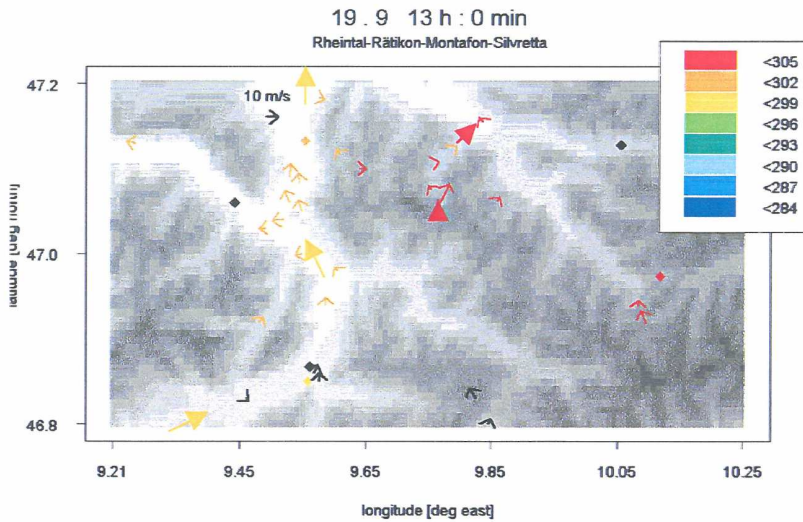 19 . 9 13 h : 0 min
Rheintal-Rätikon-Montafon-Silvretta
<305
<302
<299
<296
<293
<290
<287
<284
10 m/s
47.2
47.0
46.8
9.21 9.45 9.65 9.85 10.05 10.25
longitude [deg east]